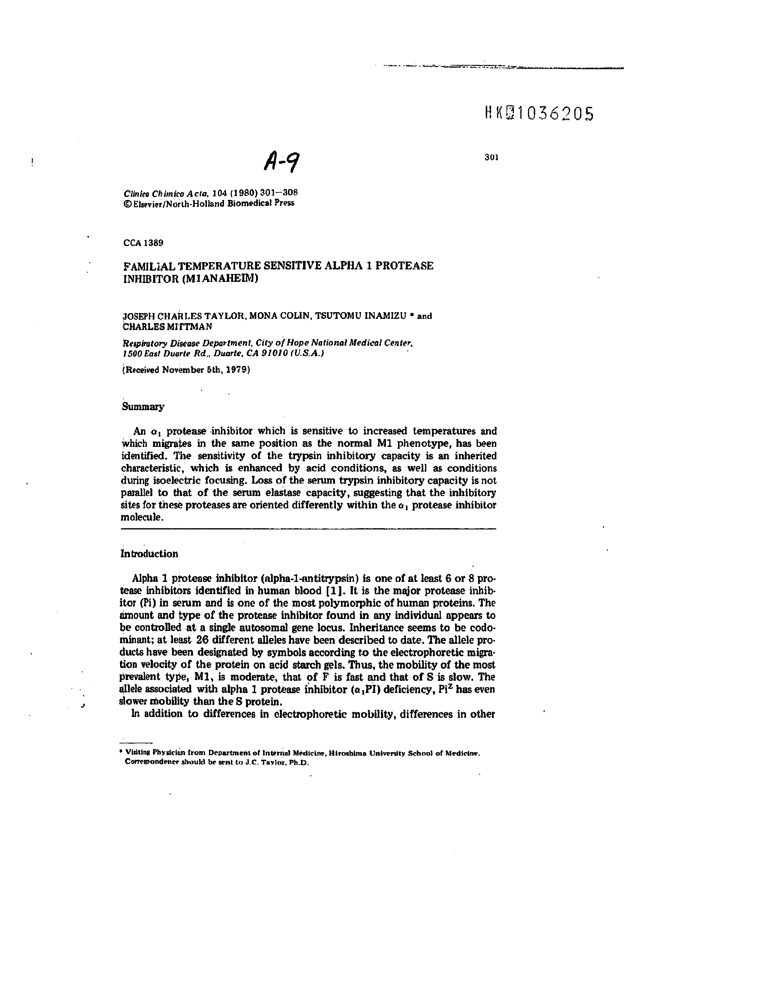 HK01036205
A-9
301
Clinica Chimica Acta, 104 (1980) 301—308
© Elsevier/North-Holland Biomedical Press
CCA 1389
FAMILIAL TEMPERATURE SENSITIVE ALPHA 1 PROTEASE
INHIBITOR (M1ANAHEIM)
JOSEPH CHARLES TAYLOR, MONA COLIN, TSUTOMU INAMIZU * and
CHARLES MITTMAN
Respiratory Disease Department, City of Hope National Medical Center,
1500 East Duarte Rd., Duarte, CA 91010 (U.S.A.)
(Received November 5th, 1979)
Summary
An α₁ protease inhibitor which is sensitive to increased temperatures and
which migrates in the same position as the normal M1 phenotype, has been
identified. The sensitivity of the trypsin inhibitory capacity is an inherited
characteristic, which is enhanced by acid conditions, as well as conditions
during isoelectric focusing. Loss of the serum trypsin inhibitory capacity is not
parallel to that of the serum elastase capacity, suggesting that the inhibitory
sites for these proteases are oriented differently within the α₁ protease inhibitor
molecule.
Introduction
Alpha 1 protease inhibitor (alpha-1-antitrypsin) is one of at least 6 or 8 pro-
tease inhibitors identified in human blood [1]. It is the major protease inhib-
itor (Pi) in serum and is one of the most polymorphic of human proteins. The
amount and type of the protease inhibitor found in any individual appears to
be controlled at a single autosomal gene locus. Inheritance seems to be codo-
minant; at least 26 different alleles have been described to date. The allele pro-
ducts have been designated by symbols according to the electrophoretic migra-
tion velocity of the protein on acid starch gels. Thus, the mobility of the most
prevalent type, M1, is moderate, that of F is fast and that of S is slow. The
allele associated with alpha 1 protease inhibitor (α₁PI) deficiency, Pi^Z has even
slower mobility than the S protein.
In addition to differences in electrophoretic mobility, differences in other
* Visiting Physician from Department of Internal Medicine, Hiroshima University School of Medicine.
Correspondence should be sent to J.C. Taylor, Ph.D.